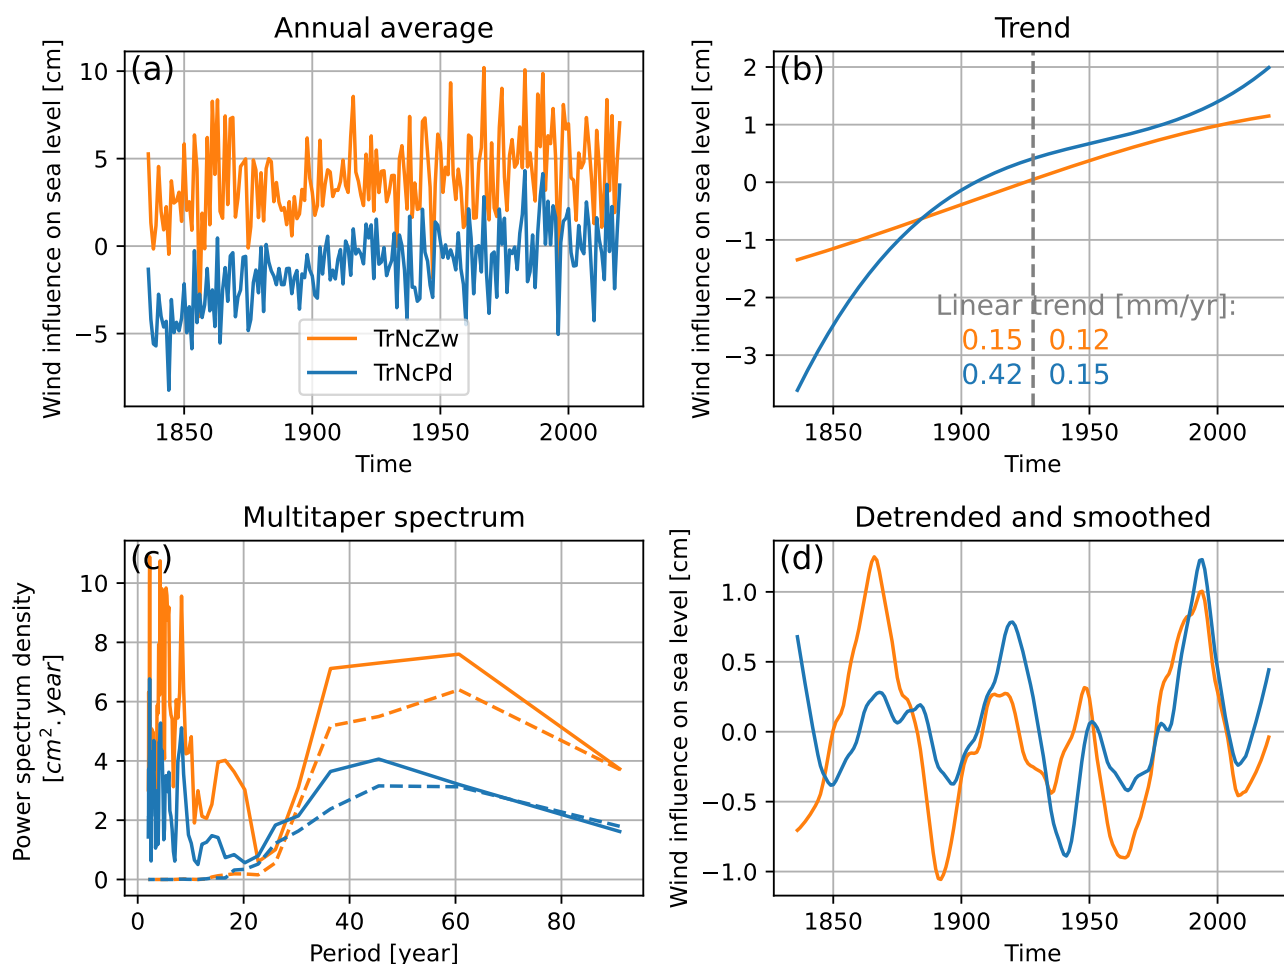 Annual average
Wind influence on sea level [cm]
(a)
10
5
0
−5
TrNcZw
TrNcPd
1850
1900
1950
2000
Time
Trend
Wind influence on sea level [cm]
(b)
2
1
0
−1
−2
−3
Linear trend [mm/yr]:
0.15 0.12
0.42 0.15
1850
1900
1950
2000
Time
Multitaper spectrum
Power spectrum density
[cm². year]
(c)
10
8
6
4
2
0
0
20
40
60
80
Period [year]
Detrended and smoothed
Wind influence on sea level [cm]
(d)
1.0
0.5
0.0
−0.5
−1.0
1850
1900
1950
2000
Time